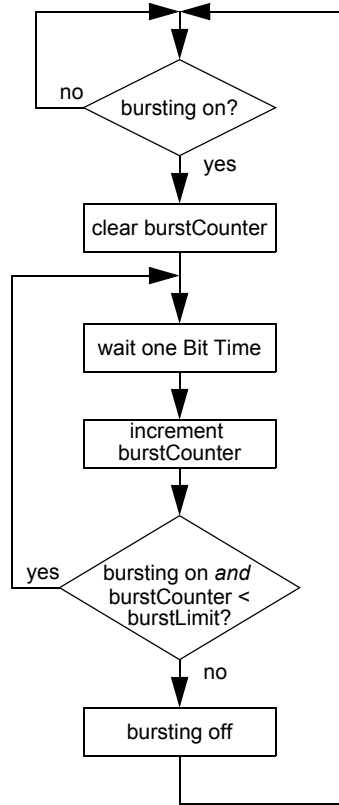 no
bursting on?
yes
clear burstCounter
wait one Bit Time
increment
burstCounter
yes
bursting on and
burstCounter <
burstLimit?
no
bursting off